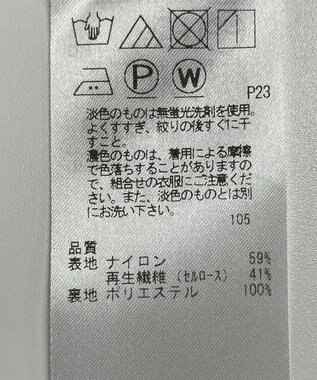 P W P23
淡色のものは無蛍光洗剤を使用。
よくすすぎ、絞りの後すぐに干
すこと。
濃色のものは、着用による摩擦
で色落ちすることがありますの
で、組合せの衣服にご注意くだ
さい。また、淡色のものとは別
にお洗い下さい。
105
品質
表地 ナイロン 59%
再生繊維 (セルロース) 41%
裏地 ポリエステル 100%